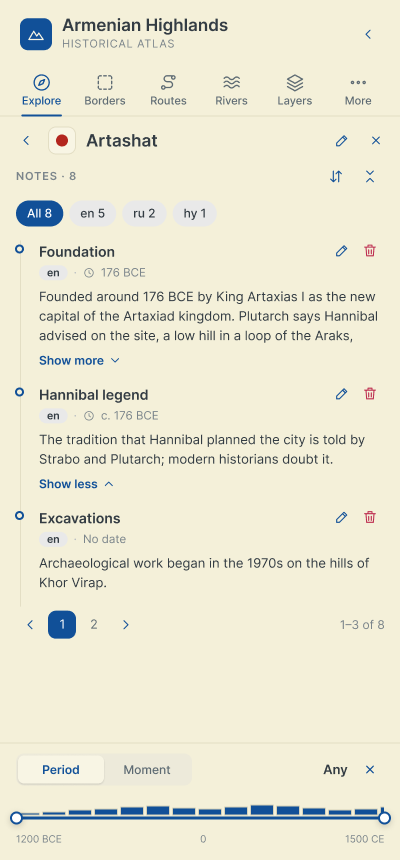 Armenian Highlands
HISTORICAL ATLAS
Explore Borders Routes Rivers Layers More
Artashat
NOTES · 8
All 8 en 5 ru 2 hy 1
Foundation
en · 176 BCE
Founded around 176 BCE by King Artaxias I as the new
capital of the Artaxiad kingdom. Plutarch says Hannibal
advised on the site, a low hill in a loop of the Araks,
Show more
Hannibal legend
en · c. 176 BCE
The tradition that Hannibal planned the city is told by
Strabo and Plutarch; modern historians doubt it.
Show less
Excavations
en · No date
Archaeological work began in the 1970s on the hills of
Khor Virap.
1 2 1–3 of 8
Period Moment Any
1200 BCE 0 1500 CE